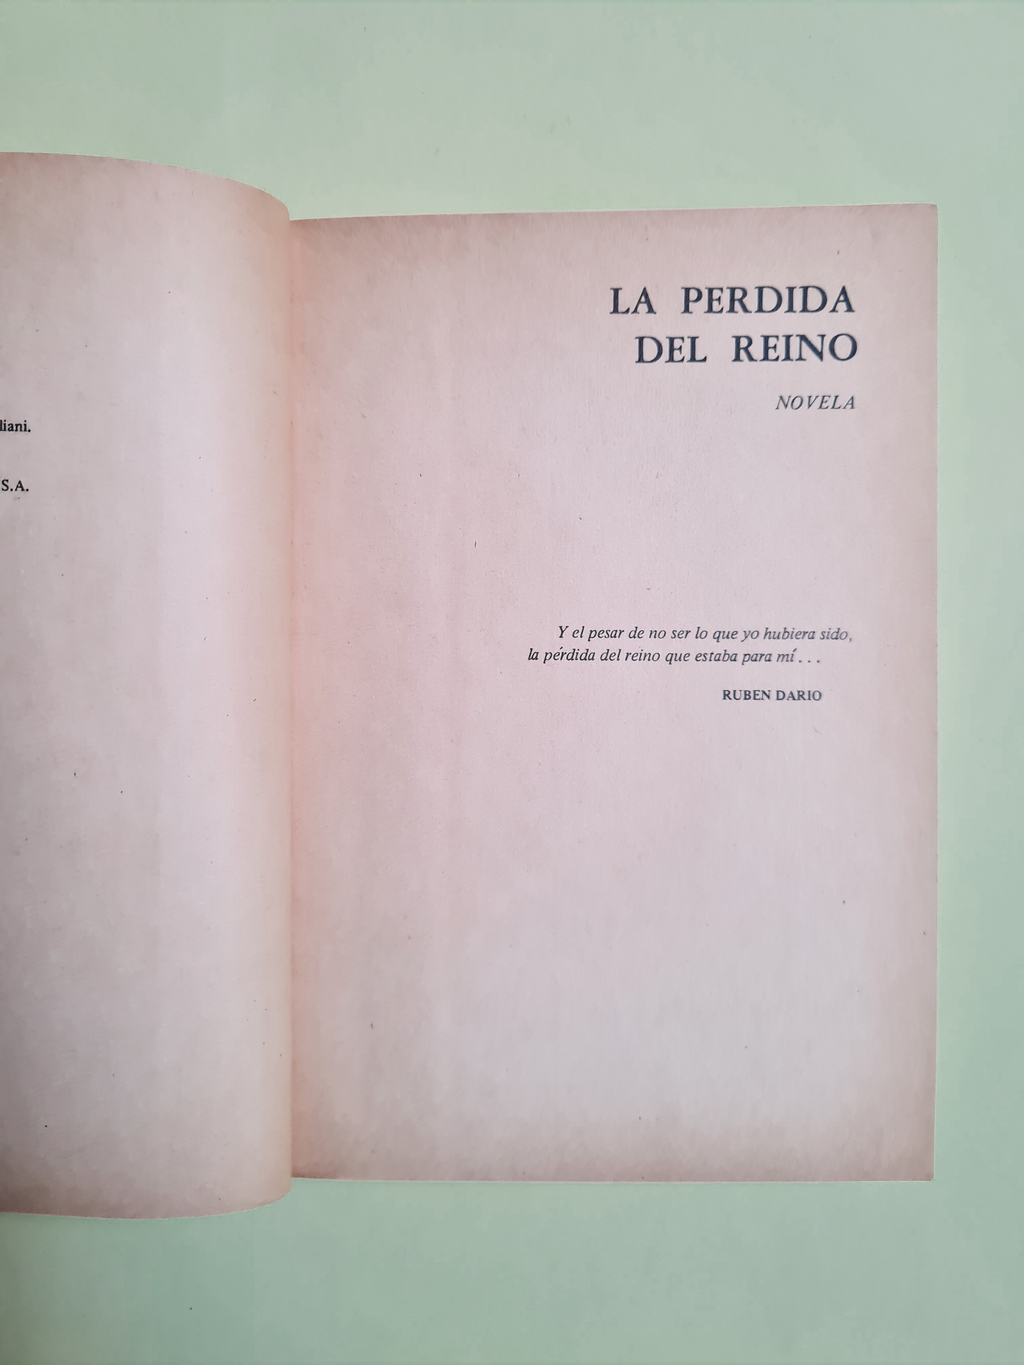 liani.
S.A.
LA PERDIDA
DEL REINO
NOVELA
Y el pesar de no ser lo que yo hubiera sido,
la pérdida del reino que estaba para mí . . .
RUBEN DARIO